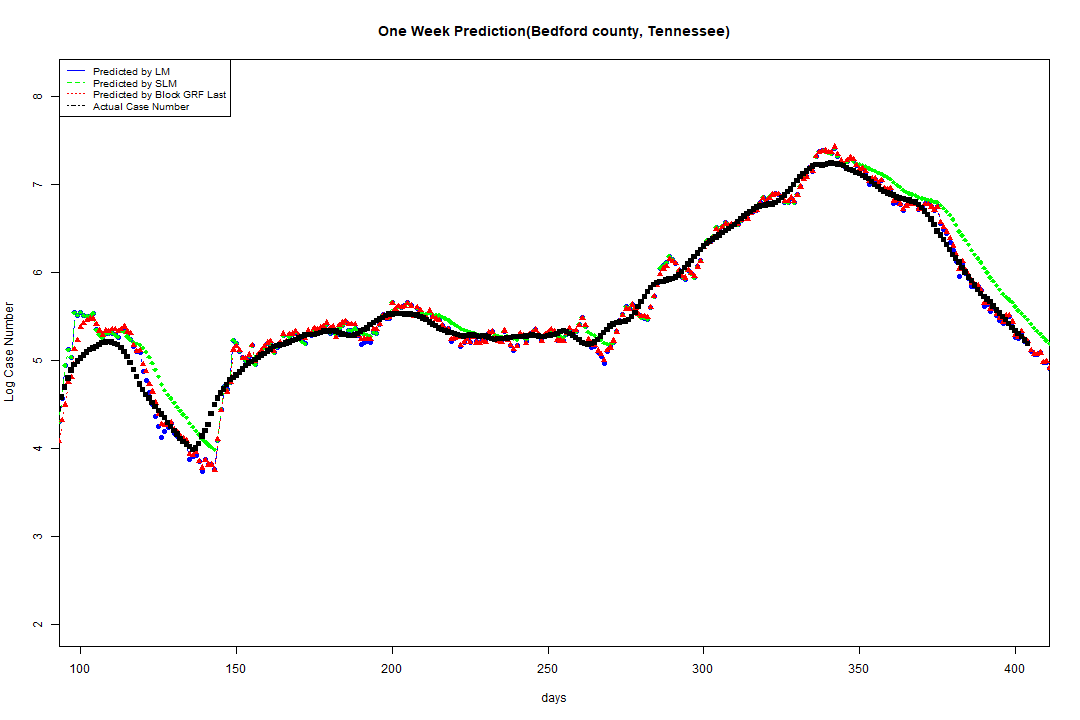 One Week Prediction(Bedford county, Tennessee)
Predicted by LM
Predicted by SLM
Predicted by Block GRF Last
Actual Case Number
8
7
6
5
4
3
2
Log Case Number
100 150 200 250 300 350 400
days